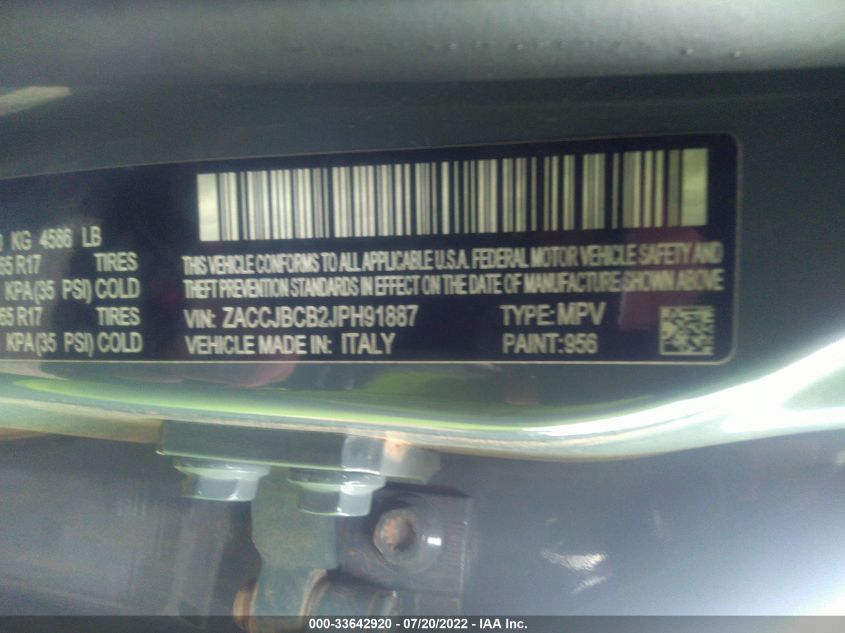 KG 4586 LB
65 R17 TIRES
KPA(35 PSI) COLD
65 R17 TIRES
KPA(35 PSI) COLD
THIS VEHICLE CONFORMS TO ALL APPLICABLE U.S.A. FEDERAL MOTOR VEHICLE SAFETY AND
THEFT PREVENTION STANDARDS IN EFFECT ON THE DATE OF MANUFACTURE SHOWN ABOVE
VIN: ZACCJBCB2JPH91887 TYPE:MPV
VEHICLE MADE IN: ITALY PAINT:956
000-33642920 - 07/20/2022 - IAA Inc.